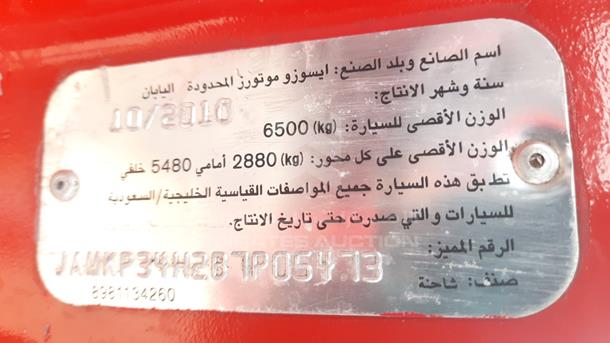 اسم الصانع وبلد الصنع: ايسوزو موتورز المحدودة اليابان
سنة وشهر الانتاج:
10/2010
الوزن الأقصى للسيارة: (kg) 6500
الوزن الأقصى على كل محور: (kg) 2880 أمامي 5480 خلفي
تطبق هذه السيارة جميع المواصفات القياسية الخليجية/السعودية
للسيارات والتي صدرت حتى تاريخ الانتاج.
الرقم المميز:
JAMKP34H2B7P05473
صنف: شاحنة
8981134260